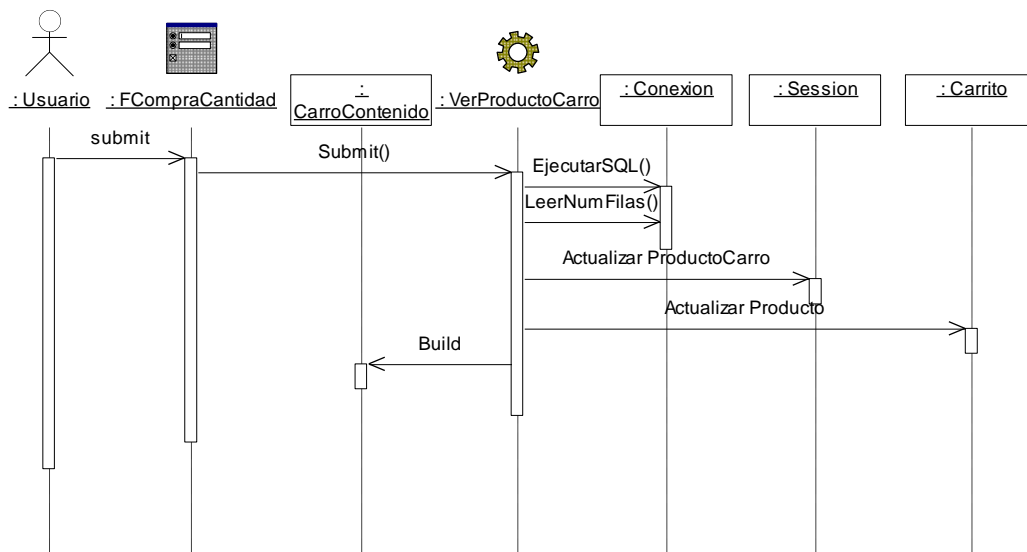 : Usuario
: FCompraCantidad
:
CarroContenido
: VerProductoCarro
: Conexion
: Session
: Carrito
submit
Submit()
EjecutarSQL()
LeerNumFilas()
Actualizar ProductoCarro
Actualizar Producto
Build